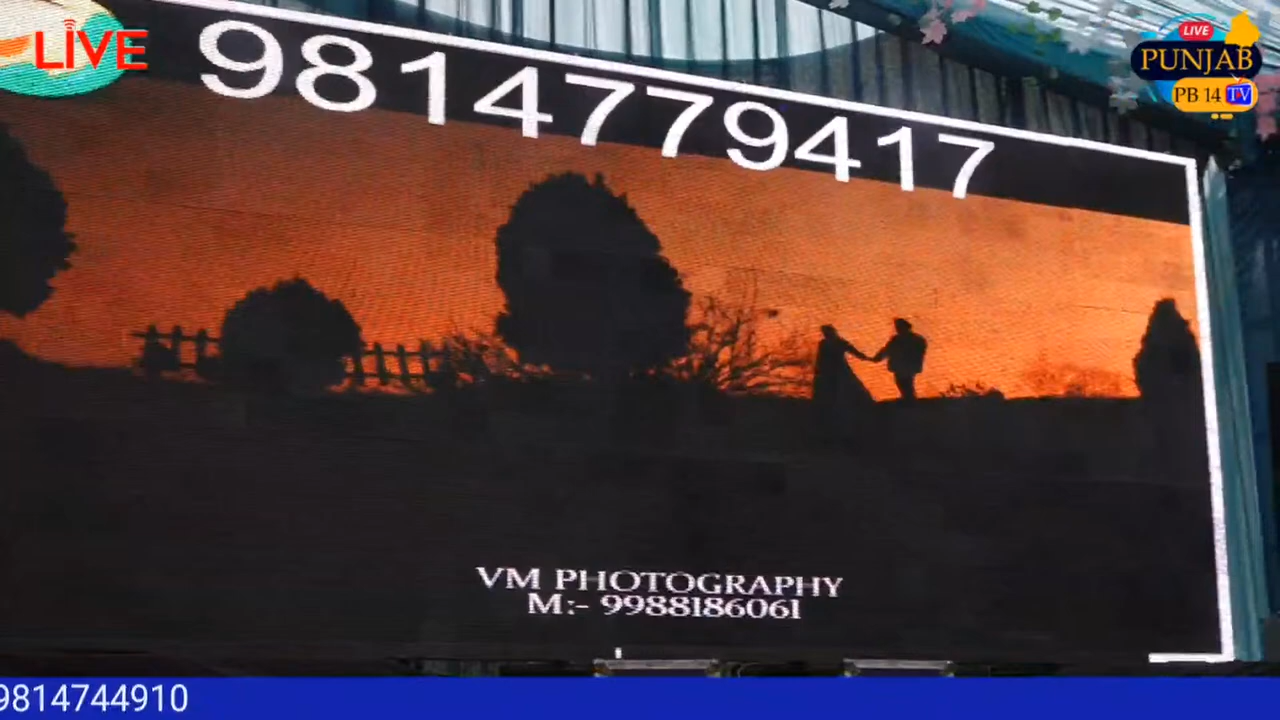 LIVE
9814779417
LIVE
PUNJAB
PB 14 TV
VM PHOTOGRAPHY
M:- 9988186061
9814744910